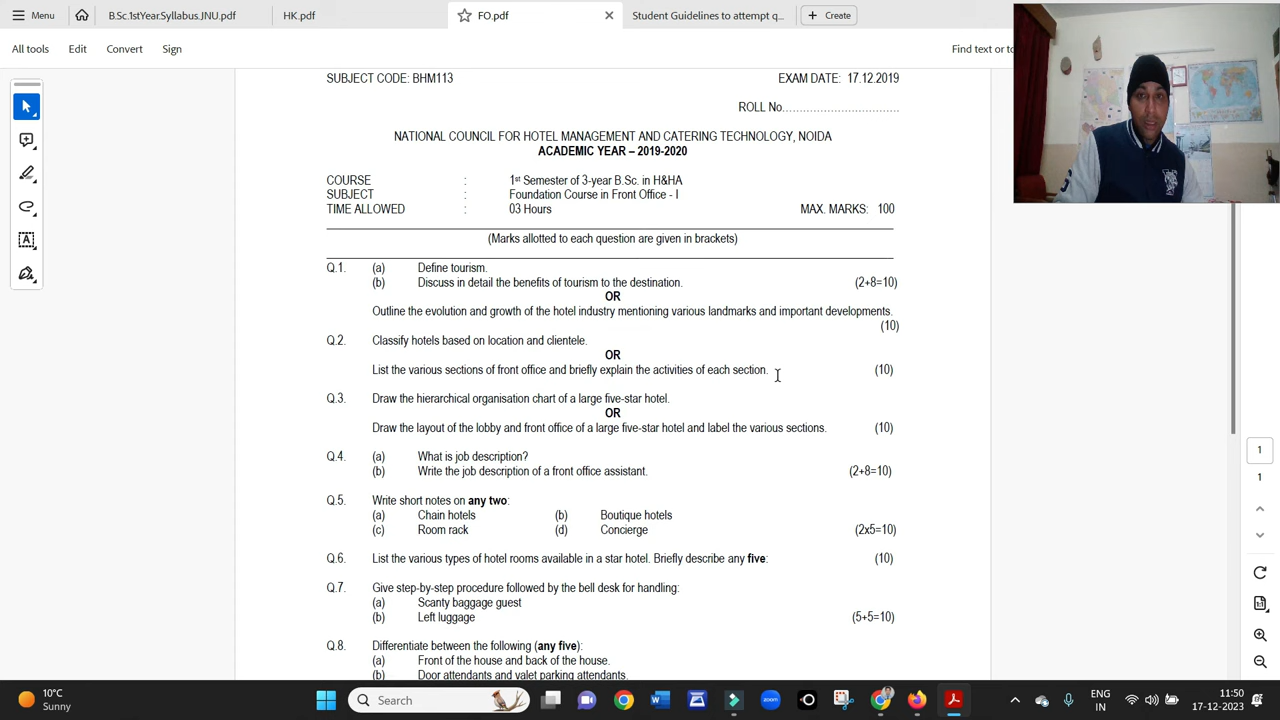 Menu B.Sc.1stYear.Syllabus.JNU.pdf HK.pdf FO.pdf Student Guidelines to attempt q... Create
All tools Edit Convert Sign Find text or to
SUBJECT CODE: BHM113 EXAM DATE: 17.12.2019
ROLL No..................................
NATIONAL COUNCIL FOR HOTEL MANAGEMENT AND CATERING TECHNOLOGY, NOIDA
ACADEMIC YEAR – 2019-2020
COURSE : 1st Semester of 3-year B.Sc. in H&HA
SUBJECT : Foundation Course in Front Office - I
TIME ALLOWED : 03 Hours MAX. MARKS: 100
(Marks allotted to each question are given in brackets)
Q.1. (a) Define tourism.
(b) Discuss in detail the benefits of tourism to the destination. (2+8=10)
OR
Outline the evolution and growth of the hotel industry mentioning various landmarks and important developments.
(10)
Q.2. Classify hotels based on location and clientele.
OR
List the various sections of front office and briefly explain the activities of each section. (10)
Q.3. Draw the hierarchical organisation chart of a large five-star hotel.
OR
Draw the layout of the lobby and front office of a large five-star hotel and label the various sections. (10)
Q.4. (a) What is job description?
(b) Write the job description of a front office assistant. (2+8=10)
Q.5. Write short notes on any two:
(a) Chain hotels (b) Boutique hotels
(c) Room rack (d) Concierge (2x5=10)
Q.6. List the various types of hotel rooms available in a star hotel. Briefly describe any five: (10)
Q.7. Give step-by-step procedure followed by the bell desk for handling:
(a) Scanty baggage guest
(b) Left luggage (5+5=10)
Q.8. Differentiate between the following (any five):
(a) Front of the house and back of the house.
(b) Door attendants and valet parking attendants.
1
1
10°C
Sunny
Search
zoom
ENG
IN
11:50
17-12-2023